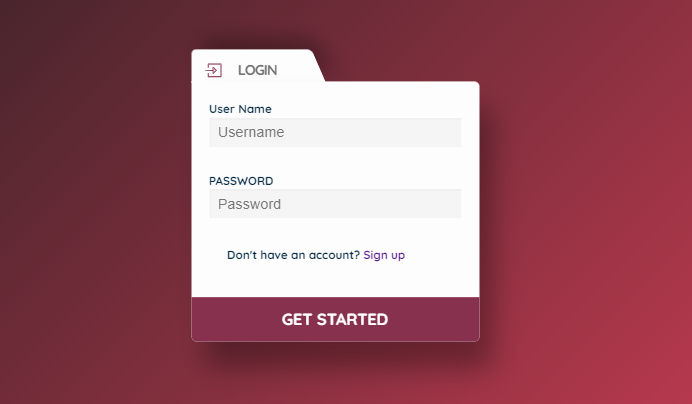 LOGIN
User Name
Username
PASSWORD
Password
Don't have an account? Sign up
GET STARTED